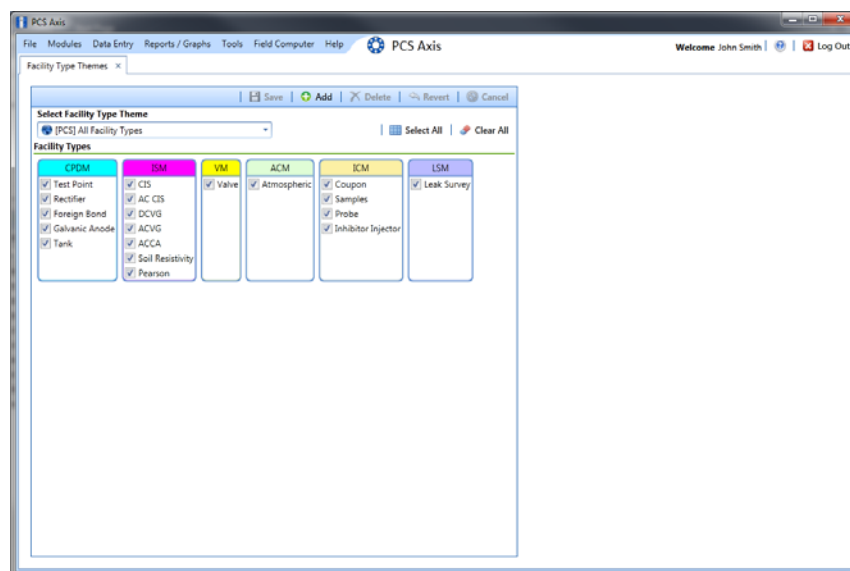 PCS Axis
File Modules Data Entry Reports / Graphs Tools Field Computer Help PCS Axis Welcome John Smith Log Out
Facility Type Themes ×
Save Add Delete Revert Cancel
Select Facility Type Theme
[PCS] All Facility Types Select All Clear All
Facility Types
CPDM ISM VM ACM ICM LSM
Test Point CIS Valve Atmospheric Coupon Leak Survey
Rectifier AC CIS Samples
Foreign Bond DCVG Probe
Galvanic Anode ACVG Inhibitor Injector
Tank ACCA
Soil Resistivity
Pearson